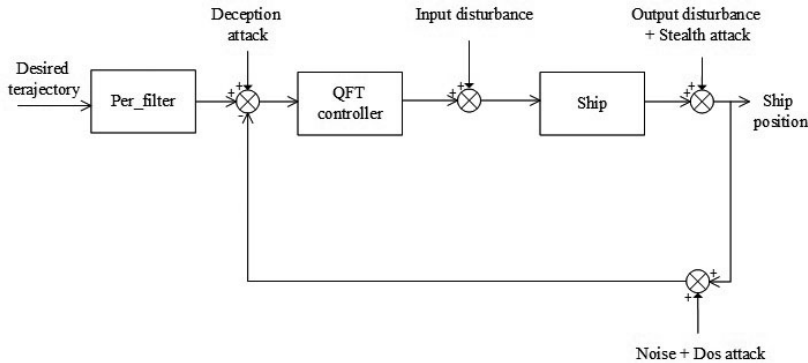 Deception
attack
Input disturbance
Output disturbance
+ Stealth attack
Desired
terajectory
Per_filter
+
+
-
QFT
controller
+
+
Ship
+
+
Ship
position
+
+
Noise + Dos attack